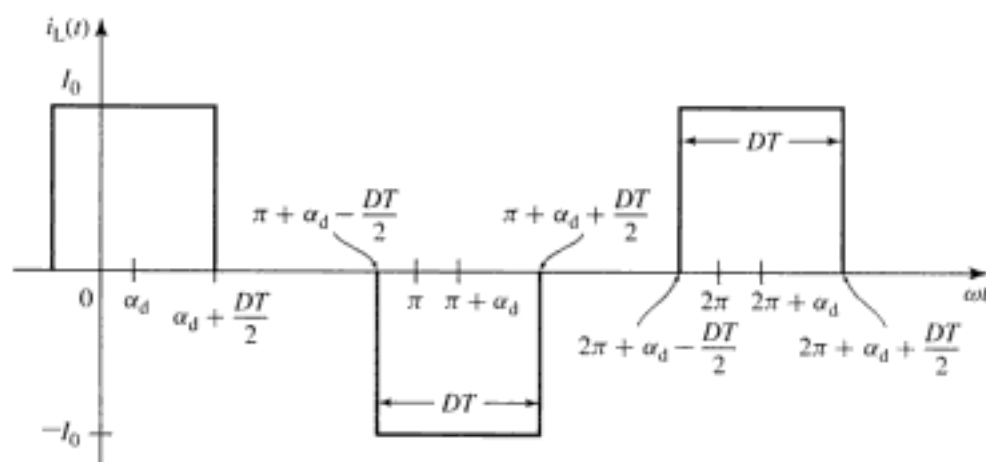 i_L(t)
I_0
DT
π + α_d − DT/2
π + α_d + DT/2
0
α_d
α_d + DT/2
π
π + α_d
2π
2π + α_d
ωt
2π + α_d − DT/2
2π + α_d + DT/2
DT
−I_0